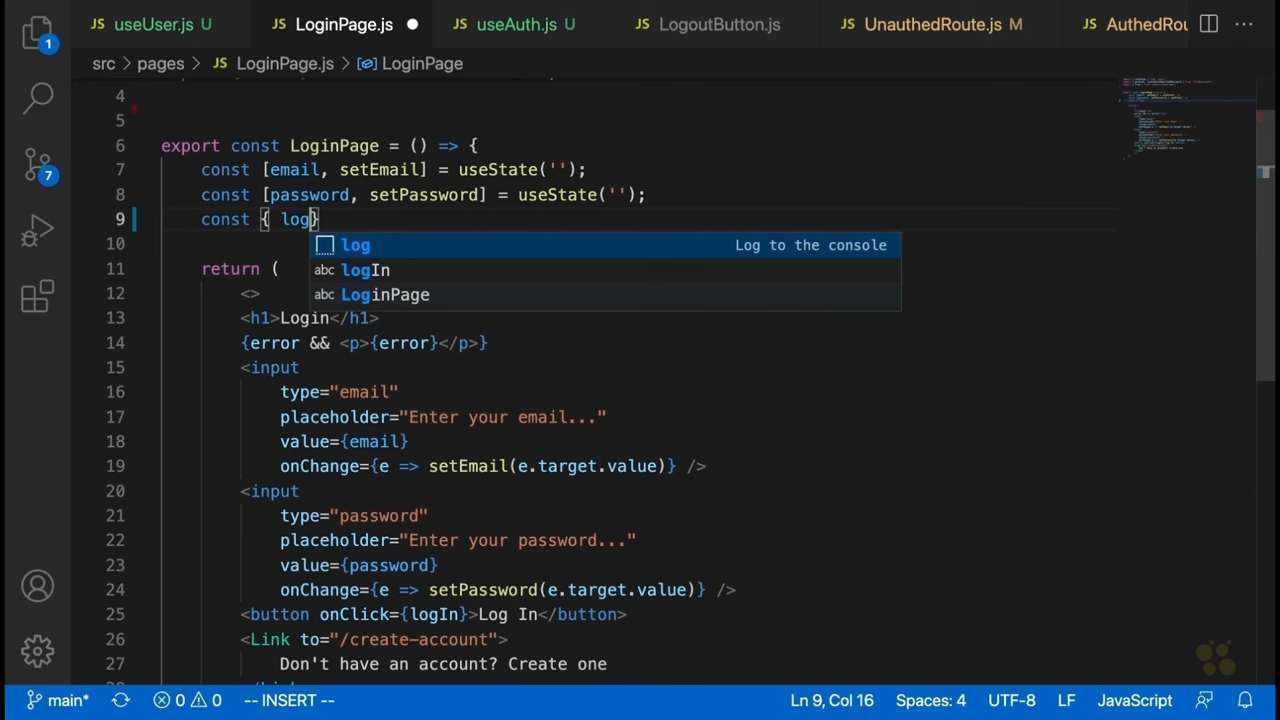 JS useUser.js U JS LoginPage.js ● JS useAuth.js U JS LogoutButton.js JS UnauthedRoute.js M JS AuthedRou ···
1
src > pages > JS LoginPage.js > LoginPage
4
5
6 export const LoginPage = () => {
7 const [email, setEmail] = useState('');
8 const [password, setPassword] = useState('');
9 const { log}
log Log to the console
10
abc logIn
11 return (
abc LoginPage
12 <>
13 <h1>Login</h1>
14 {error && <p>{error}</p>}
15 <input
16 type="email"
17 placeholder="Enter your email..."
18 value={email}
19 onChange={e => setEmail(e.target.value)} />
20 <input
21 type="password"
22 placeholder="Enter your password..."
23 value={password}
24 onChange={e => setPassword(e.target.value)} />
25 <button onClick={logIn}>Log In</button>
26 <Link to="/create-account">
27 Don't have an account? Create one
7
main* 0 0 -- INSERT -- Ln 9, Col 16 Spaces: 4 UTF-8 LF JavaScript